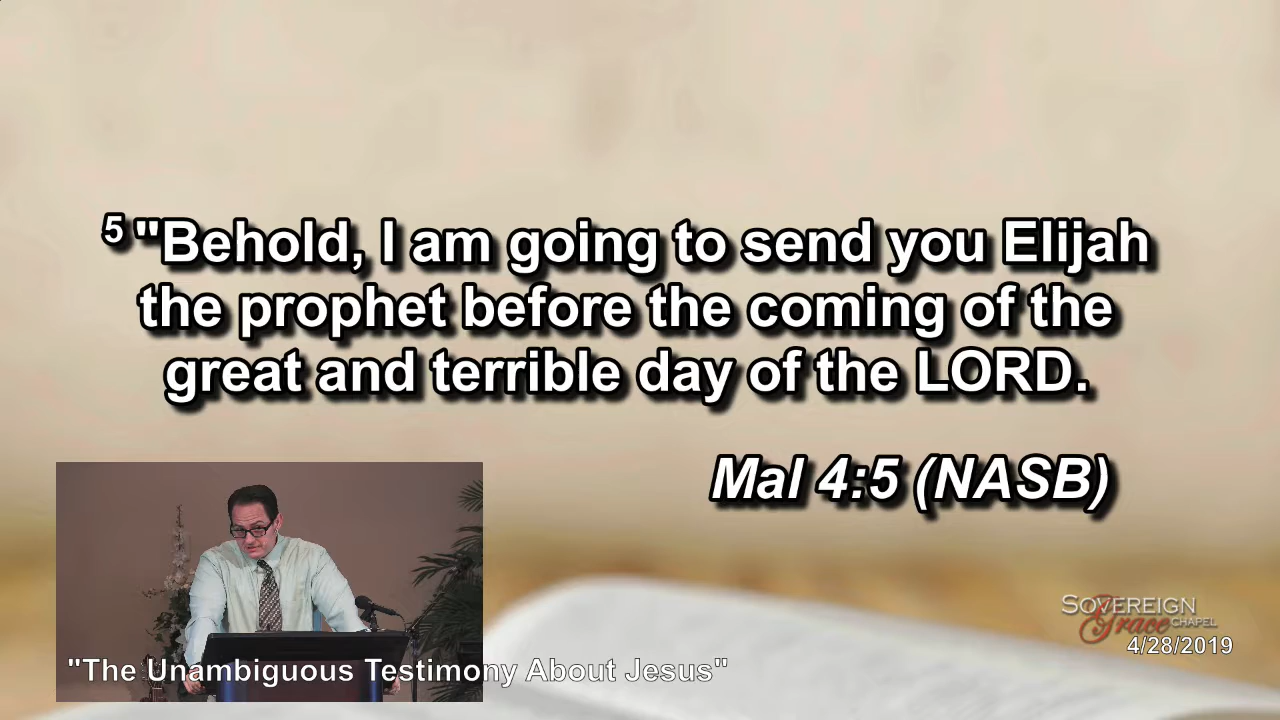 5 "Behold, I am going to send you Elijah
the prophet before the coming of the
great and terrible day of the LORD.
Mal 4:5 (NASB)
SOVEREIGN
Grace CHAPEL
4/28/2019
"The Unambiguous Testimony About Jesus"